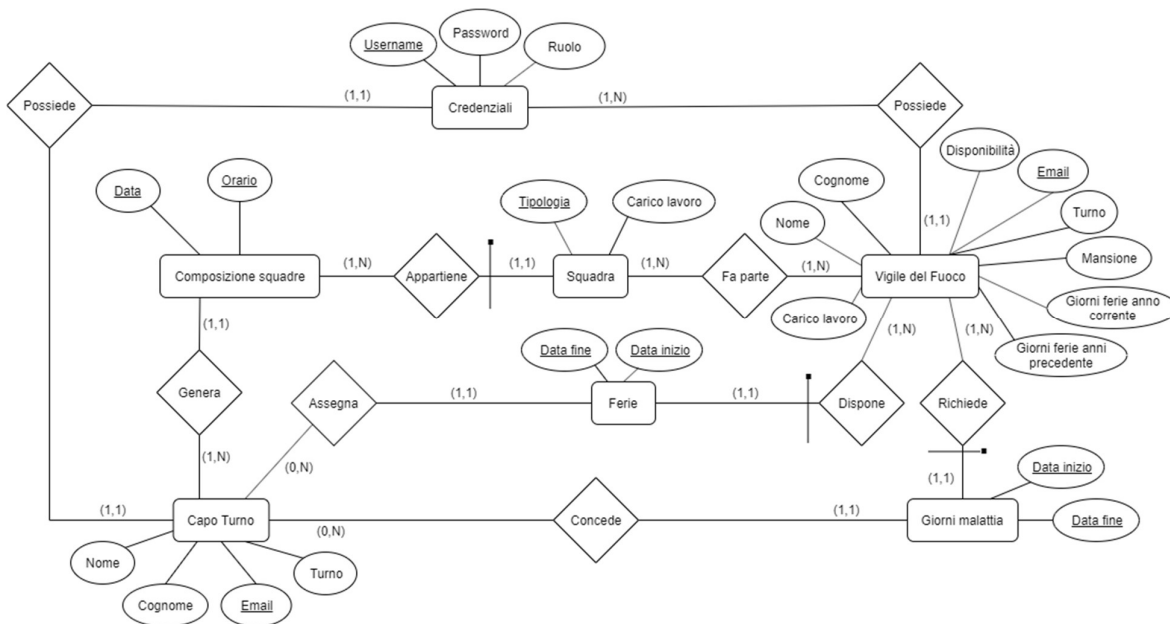 Username
Password
Ruolo
Possiede
(1,1)
Credenziali
(1,N)
Possiede
Disponibilità
Email
Cognome
Data
Orario
Tipologia
Carico lavoro
Nome
Turno
(1,1)
Composizione squadre
(1,N)
Appartiene
(1,1)
Squadra
(1,N)
Fa parte
(1,N)
Vigile del Fuoco
Mansione
Carico lavoro
Giorni ferie anno
corrente
(1,1)
(1,N)
(1,N)
Data fine
Data inizio
Giorni ferie anni
precedente
Genera
Assegna
(1,1)
Ferie
(1,1)
Dispone
Richiede
(1,N)
(0,N)
(1,1)
Data inizio
(1,1)
Capo Turno
(0,N)
Concede
(1,1)
Giorni malattia
Data fine
Nome
Turno
Cognome
Email